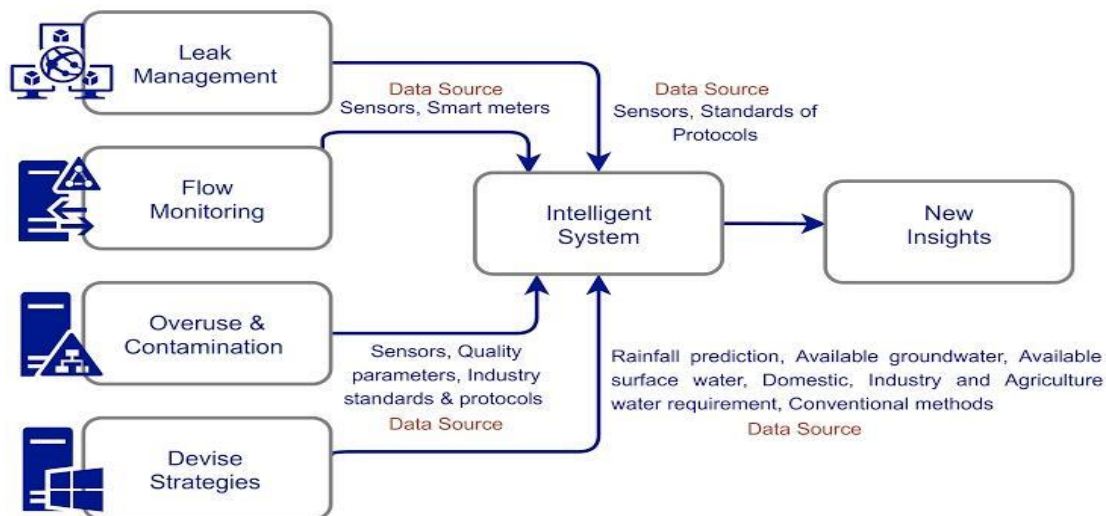 Leak
Management
Data Source
Sensors, Smart meters
Data Source
Sensors, Standards of
Protocols
Flow
Monitoring
Intelligent
System
New
Insights
Overuse &
Contamination
Sensors, Quality
parameters, Industry
standards & protocols
Data Source
Rainfall prediction, Available groundwater, Available
surface water, Domestic, Industry and Agriculture
water requirement, Conventional methods
Data Source
Devise
Strategies